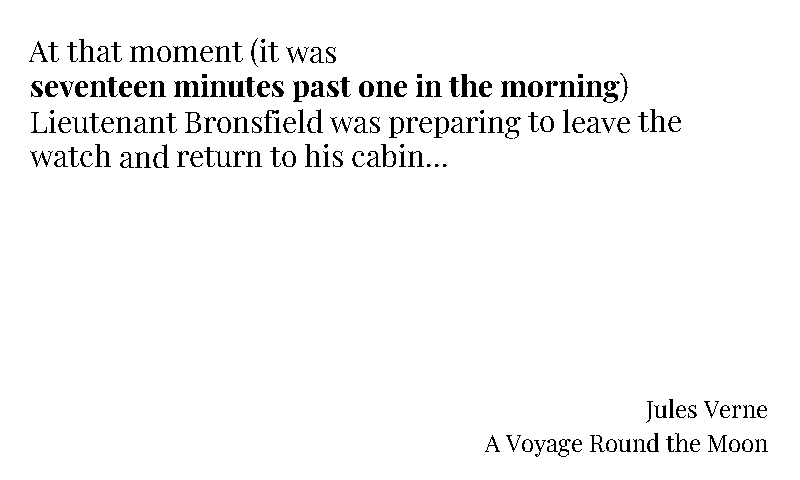 At that moment (it was
seventeen minutes past one in the morning)
Lieutenant Bronsfield was preparing to leave the
watch and return to his cabin...
Jules Verne
A Voyage Round the Moon